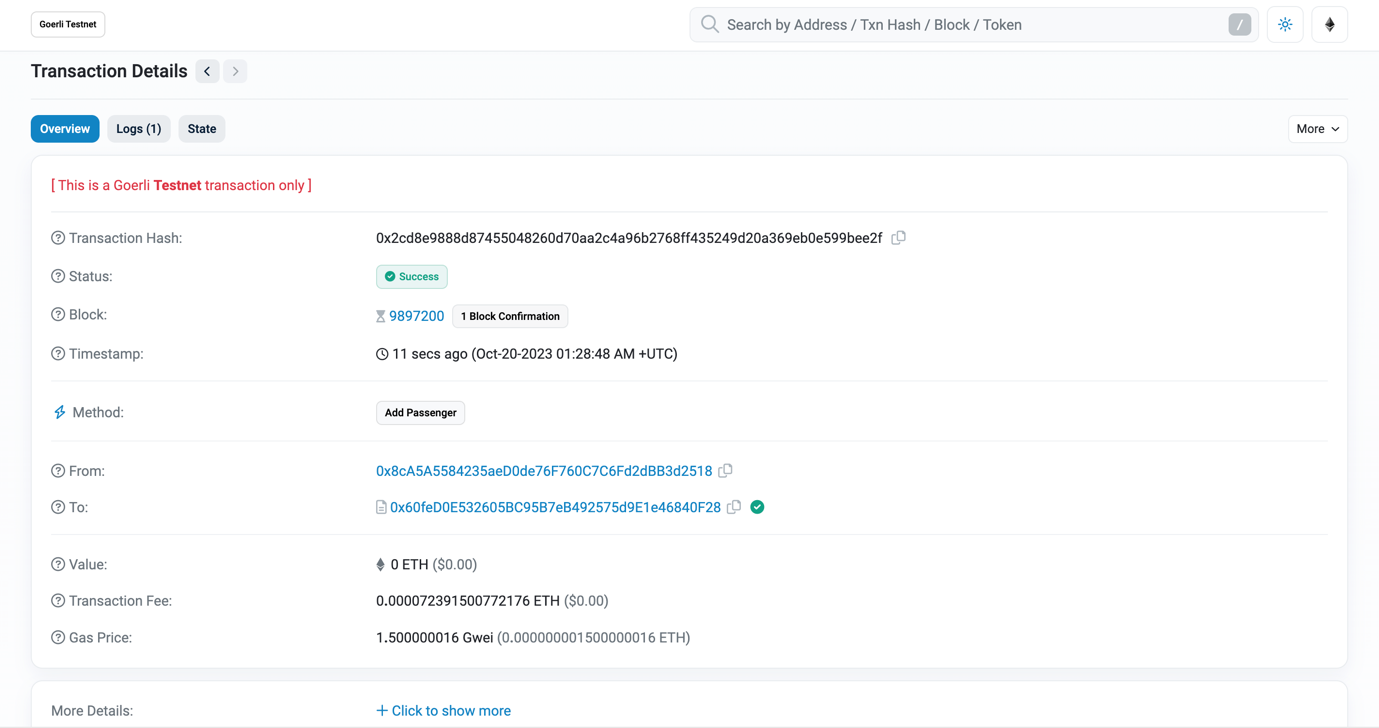 Goerli Testnet
Search by Address / Txn Hash / Block / Token /
Transaction Details
Overview Logs (1) State More
[ This is a Goerli Testnet transaction only ]
Transaction Hash: 0x2cd8e9888d87455048260d70aa2c4a96b2768ff435249d20a369eb0e599bee2f
Status: Success
Block: 9897200 1 Block Confirmation
Timestamp: 11 secs ago (Oct-20-2023 01:28:48 AM +UTC)
Method: Add Passenger
From: 0x8cA5A5584235aeD0de76F760C7C6Fd2dBB3d2518
To: 0x60feD0E532605BC95B7eB492575d9E1e46840F28
Value: 0 ETH ($0.00)
Transaction Fee: 0.000072391500772176 ETH ($0.00)
Gas Price: 1.500000016 Gwei (0.000000001500000016 ETH)
More Details: + Click to show more